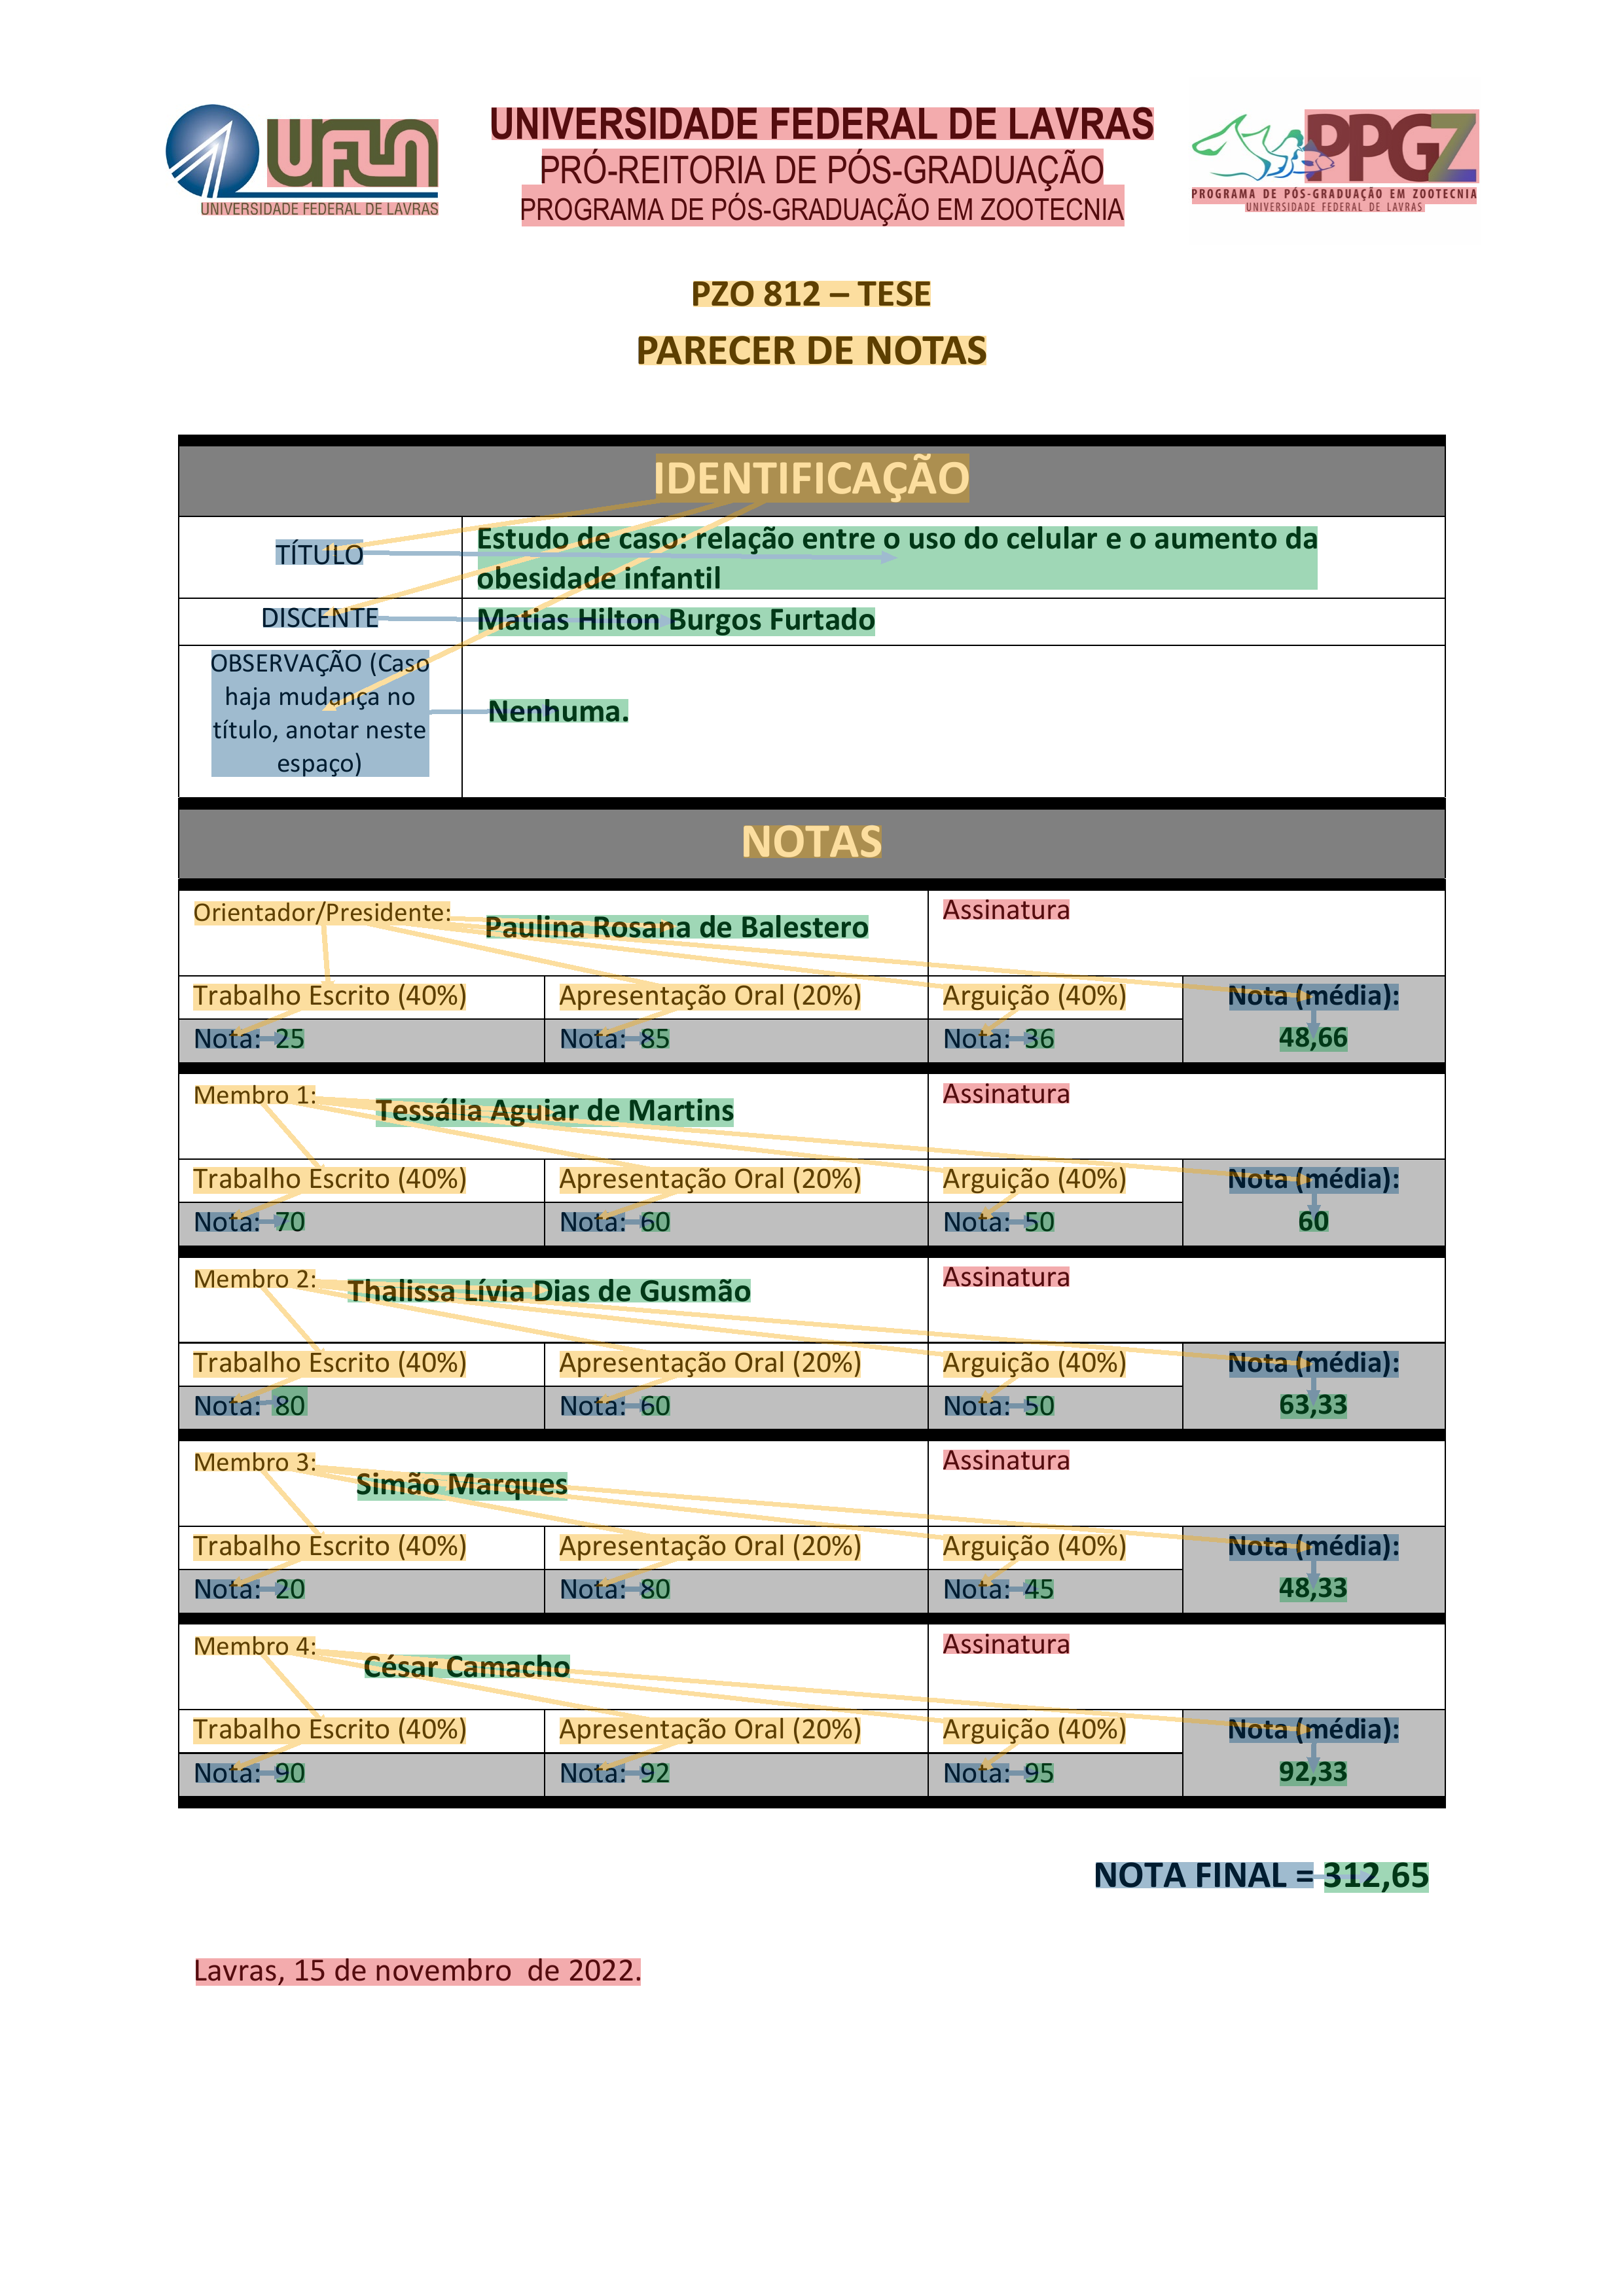 UFLA
UNIVERSIDADE FEDERAL DE LAVRAS
UNIVERSIDADE FEDERAL DE LAVRAS
PRÓ-REITORIA DE PÓS-GRADUAÇÃO
PROGRAMA DE PÓS-GRADUAÇÃO EM ZOOTECNIA
PPGZ
PROGRAMA DE PÓS-GRADUAÇÃO EM ZOOTECNIA
UNIVERSIDADE FEDERAL DE LAVRAS
PZO 812 – TESE
PARECER DE NOTAS
IDENTIFICAÇÃO
TÍTULO
Estudo de caso: relação entre o uso do celular e o aumento da
obesidade infantil
DISCENTE
Matias Hilton Burgos Furtado
OBSERVAÇÃO (Caso
haja mudança no
título, anotar neste
espaço)
Nenhuma.
NOTAS
Orientador/Presidente: Paulina Rosana de Balestero
Assinatura
Trabalho Escrito (40%) Apresentação Oral (20%) Arguição (40%) Nota (média):
Nota: 25 Nota: 85 Nota: 36 48,66
Membro 1: Tessália Aguiar de Martins
Assinatura
Trabalho Escrito (40%) Apresentação Oral (20%) Arguição (40%) Nota (média):
Nota: 70 Nota: 60 Nota: 50 60
Membro 2: Thalissa Lívia Dias de Gusmão
Assinatura
Trabalho Escrito (40%) Apresentação Oral (20%) Arguição (40%) Nota (média):
Nota: 80 Nota: 60 Nota: 50 63,33
Membro 3: Simão Marques
Assinatura
Trabalho Escrito (40%) Apresentação Oral (20%) Arguição (40%) Nota (média):
Nota: 20 Nota: 80 Nota: 45 48,33
Membro 4: César Camacho
Assinatura
Trabalho Escrito (40%) Apresentação Oral (20%) Arguição (40%) Nota (média):
Nota: 90 Nota: 92 Nota: 95 92,33
NOTA FINAL = 312,65
Lavras, 15 de novembro de 2022.